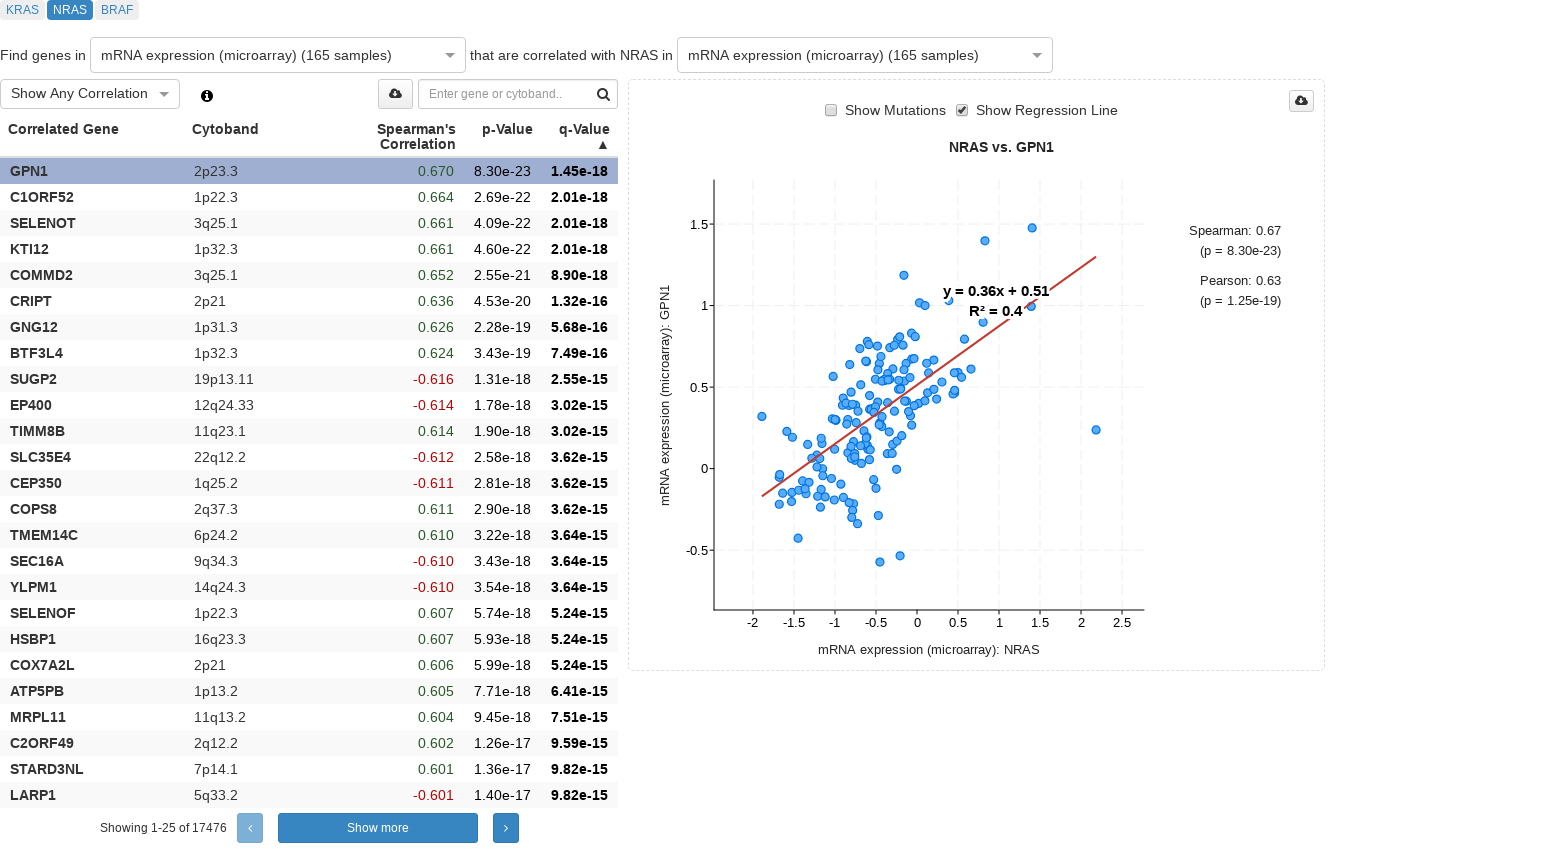 KRAS NRAS BRAF
Find genes in mRNA expression (microarray) (165 samples) that are correlated with NRAS in mRNA expression (microarray) (165 samples)
Show Any Correlation Enter gene or cytoband..
Correlated Gene Cytoband Spearman's Correlation p-Value q-Value ▲
GPN1 2p23.3 0.670 8.30e-23 1.45e-18
C1ORF52 1p22.3 0.664 2.69e-22 2.01e-18
SELENOT 3q25.1 0.661 4.09e-22 2.01e-18
KTI12 1p32.3 0.661 4.60e-22 2.01e-18
COMMD2 3q25.1 0.652 2.55e-21 8.90e-18
CRIPT 2p21 0.636 4.53e-20 1.32e-16
GNG12 1p31.3 0.626 2.28e-19 5.68e-16
BTF3L4 1p32.3 0.624 3.43e-19 7.49e-16
SUGP2 19p13.11 -0.616 1.31e-18 2.55e-15
EP400 12q24.33 -0.614 1.78e-18 3.02e-15
TIMM8B 11q23.1 0.614 1.90e-18 3.02e-15
SLC35E4 22q12.2 -0.612 2.58e-18 3.62e-15
CEP350 1q25.2 -0.611 2.81e-18 3.62e-15
COPS8 2q37.3 0.611 2.90e-18 3.62e-15
TMEM14C 6p24.2 0.610 3.22e-18 3.64e-15
SEC16A 9q34.3 -0.610 3.43e-18 3.64e-15
YLPM1 14q24.3 -0.610 3.54e-18 3.64e-15
SELENOF 1p22.3 0.607 5.74e-18 5.24e-15
HSBP1 16q23.3 0.607 5.93e-18 5.24e-15
COX7A2L 2p21 0.606 5.99e-18 5.24e-15
ATP5PB 1p13.2 0.605 7.71e-18 6.41e-15
MRPL11 11q13.2 0.604 9.45e-18 7.51e-15
C2ORF49 2q12.2 0.602 1.26e-17 9.59e-15
STARD3NL 7p14.1 0.601 1.36e-17 9.82e-15
LARP1 5q33.2 -0.601 1.40e-17 9.82e-15
Showing 1-25 of 17476 Show more
Show Mutations Show Regression Line
NRAS vs. GPN1
1.5
1
0.5
0
-0.5
mRNA expression (microarray): GPN1
y = 0.36x + 0.51
R² = 0.4
Spearman: 0.67
(p = 8.30e-23)
Pearson: 0.63
(p = 1.25e-19)
-2 -1.5 -1 -0.5 0 0.5 1 1.5 2 2.5
mRNA expression (microarray): NRAS